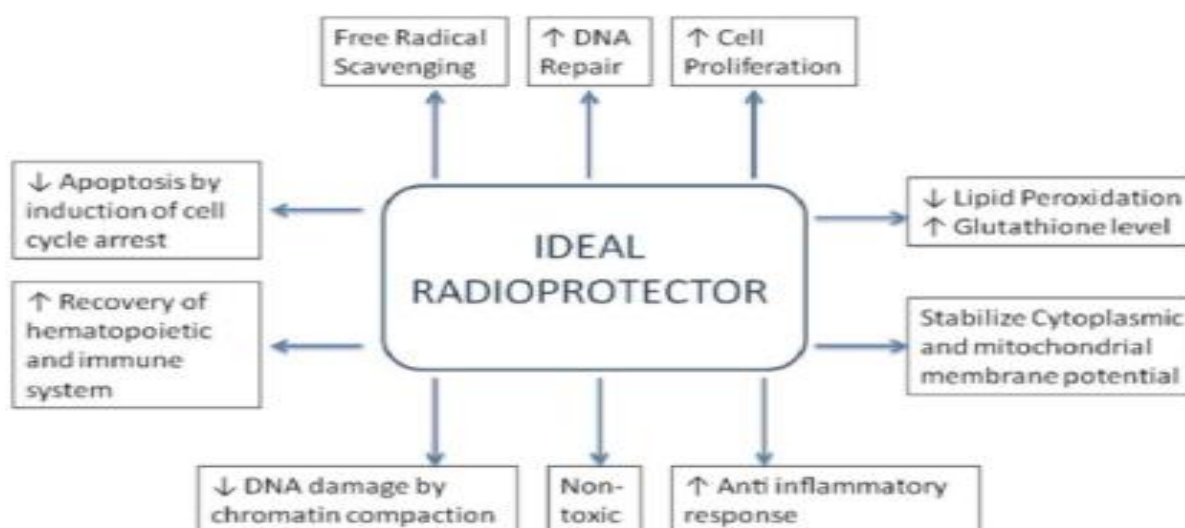 Free Radical
Scavenging
↑ DNA
Repair
↑ Cell
Proliferation
↓ Apoptosis by
induction of cell
cycle arrest
↓ Lipid Peroxidation
↑ Glutathione level
IDEAL
RADIOPROTECTOR
↑ Recovery of
hematopoietic
and immune
system
Stabilize Cytoplasmic
and mitochondrial
membrane potential
↓ DNA damage by
chromatin compaction
Non-
toxic
↑ Anti inflammatory
response